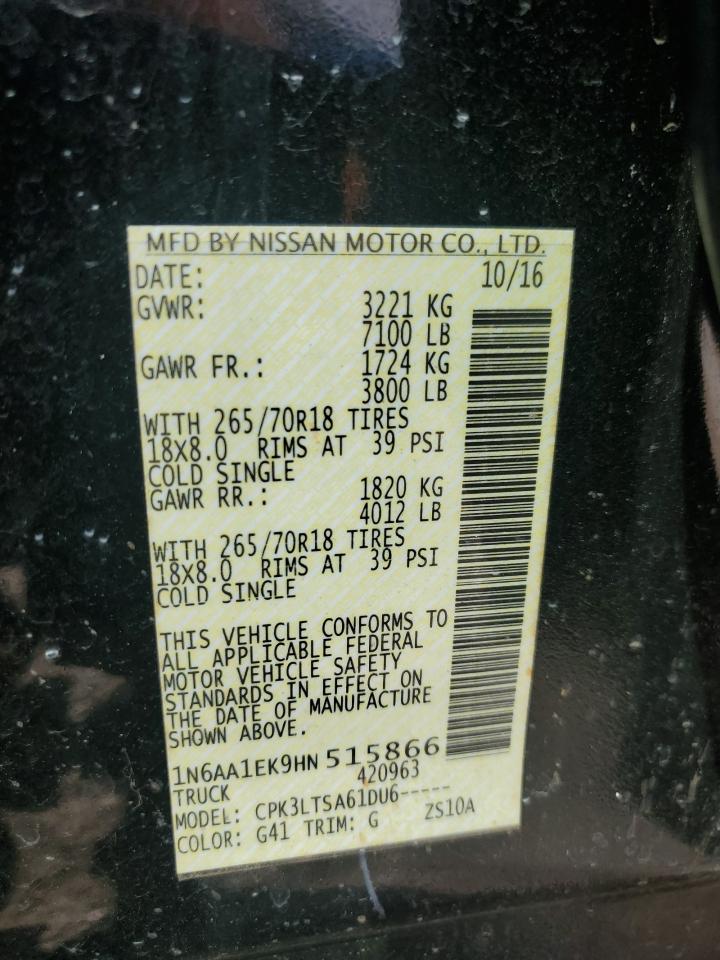 MFD BY NISSAN MOTOR CO., LTD.
DATE: 10/16
GVWR: 3221 KG
7100 LB
GAWR FR.: 1724 KG
3800 LB
WITH 265/70R18 TIRES
18X8.0 RIMS AT 39 PSI
COLD SINGLE
GAWR RR.: 1820 KG
4012 LB
WITH 265/70R18 TIRES
18X8.0 RIMS AT 39 PSI
COLD SINGLE
THIS VEHICLE CONFORMS TO
ALL APPLICABLE FEDERAL
MOTOR VEHICLE SAFETY
STANDARDS IN EFFECT ON
THE DATE OF MANUFACTURE
SHOWN ABOVE.
1N6AA1EK9HN 515866
TRUCK 420963
MODEL: CPK3LTSA61DU6-----
COLOR: G41 TRIM: G ZS10A